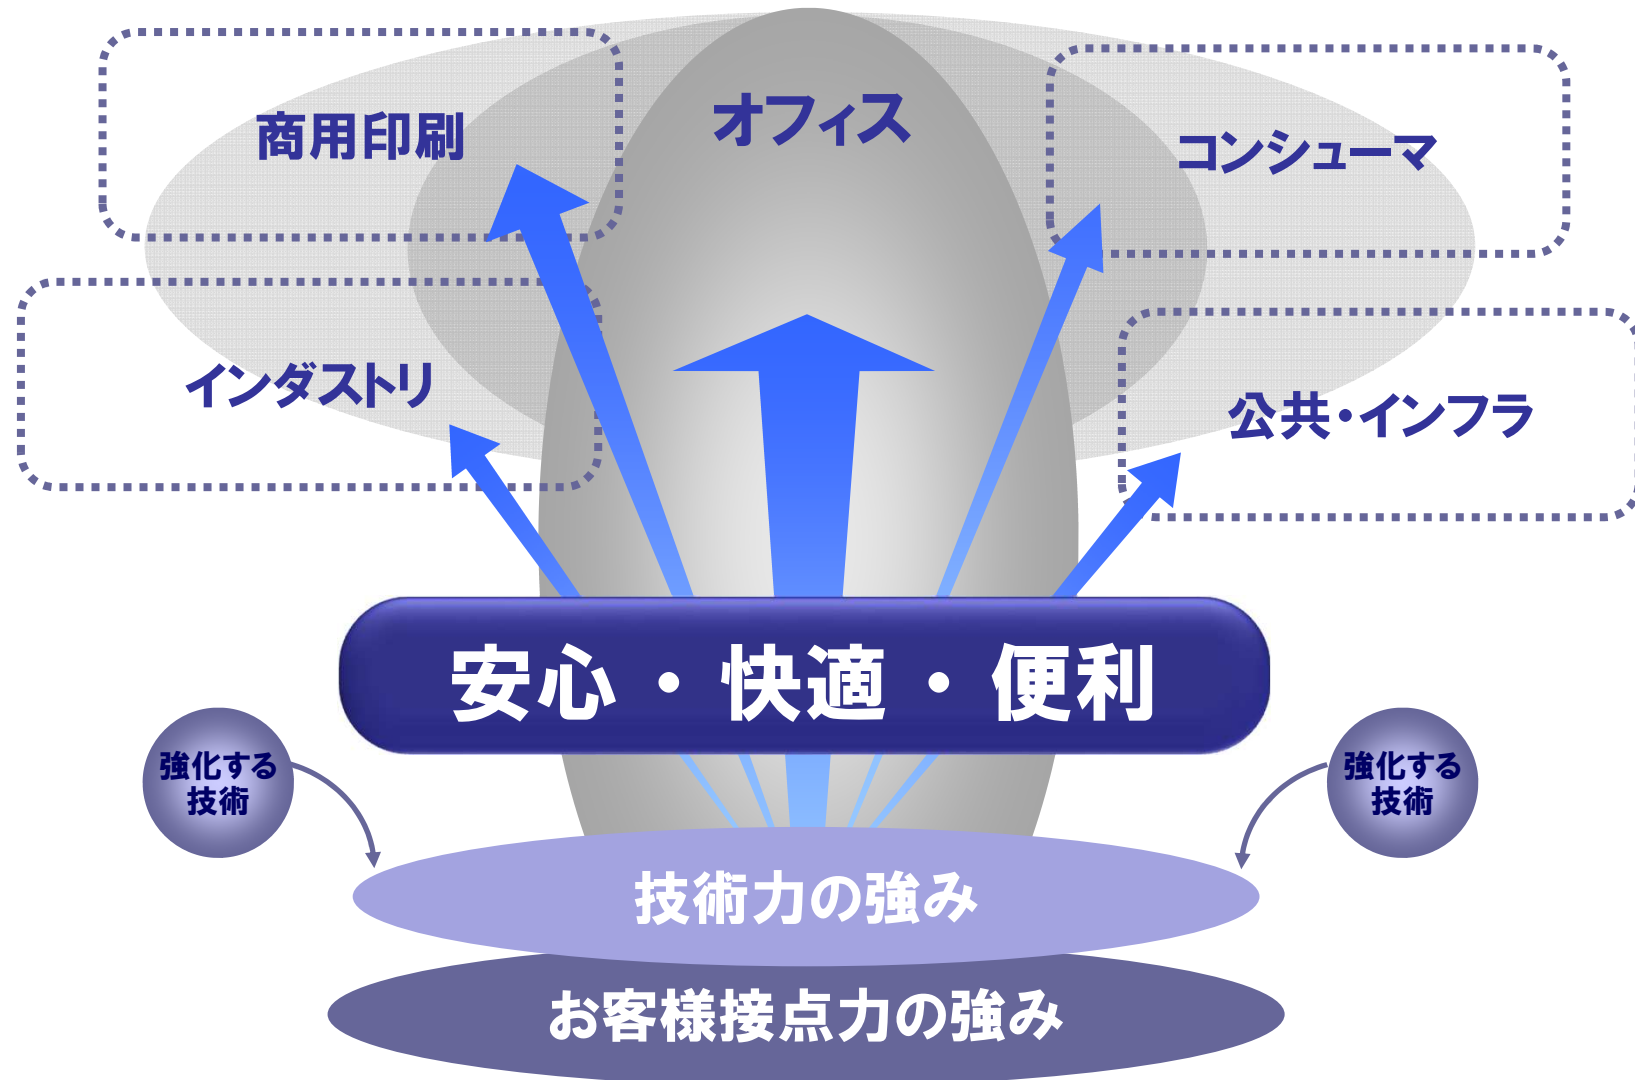 オフィス
商用印刷
コンシューマ
インダストリ
公共・インフラ
安心・快適・便利
強化する
技術
強化する
技術
技術力の強み
お客様接点力の強み